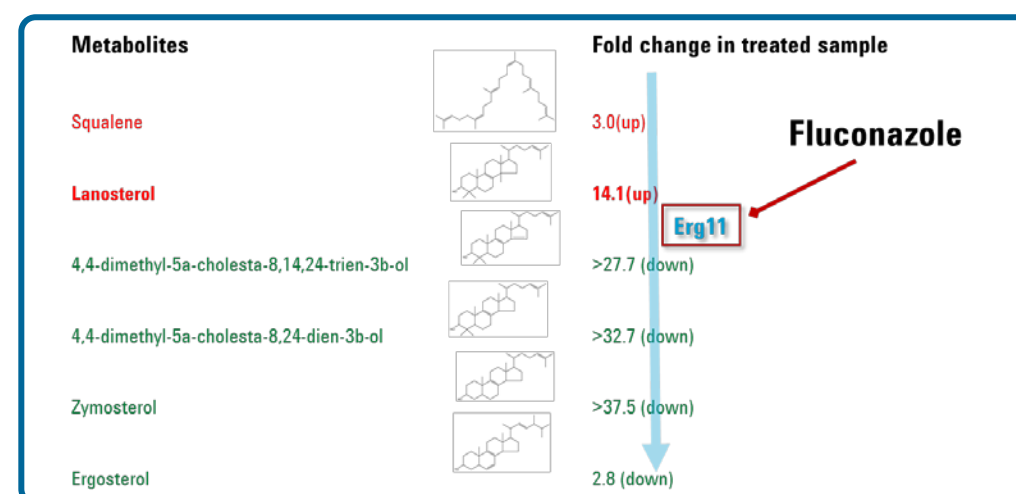 Metabolites Fold change in treated sample
Squalene 3.0(up)
Fluconazole
Lanosterol 14.1(up)
Erg11
4,4-dimethyl-5a-cholesta-8,14,24-trien-3b-ol >27.7 (down)
4,4-dimethyl-5a-cholesta-8,24-dien-3b-ol >32.7 (down)
Zymosterol >37.5 (down)
Ergosterol 2.8 (down)